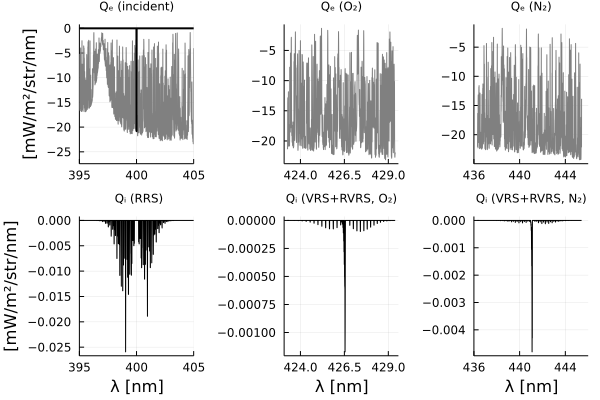 Qₑ (incident)
Qₑ (O₂)
Qₑ (N₂)
[mW/m²/str/nm]
0
−5
−10
−15
−20
−25
395 400 405
−5
−10
−15
−20
424.0 426.5 429.0
−5
−10
−15
−20
436 440 444
Qᵢ (RRS)
Qᵢ (VRS+RVRS, O₂)
Qᵢ (VRS+RVRS, N₂)
[mW/m²/str/nm]
0.000
−0.005
−0.010
−0.015
−0.020
−0.025
395 400 405
λ [nm]
0.00000
−0.00025
−0.00050
−0.00075
−0.00100
424.0 426.5 429.0
λ [nm]
0.000
−0.001
−0.002
−0.003
−0.004
436 440 444
λ [nm]